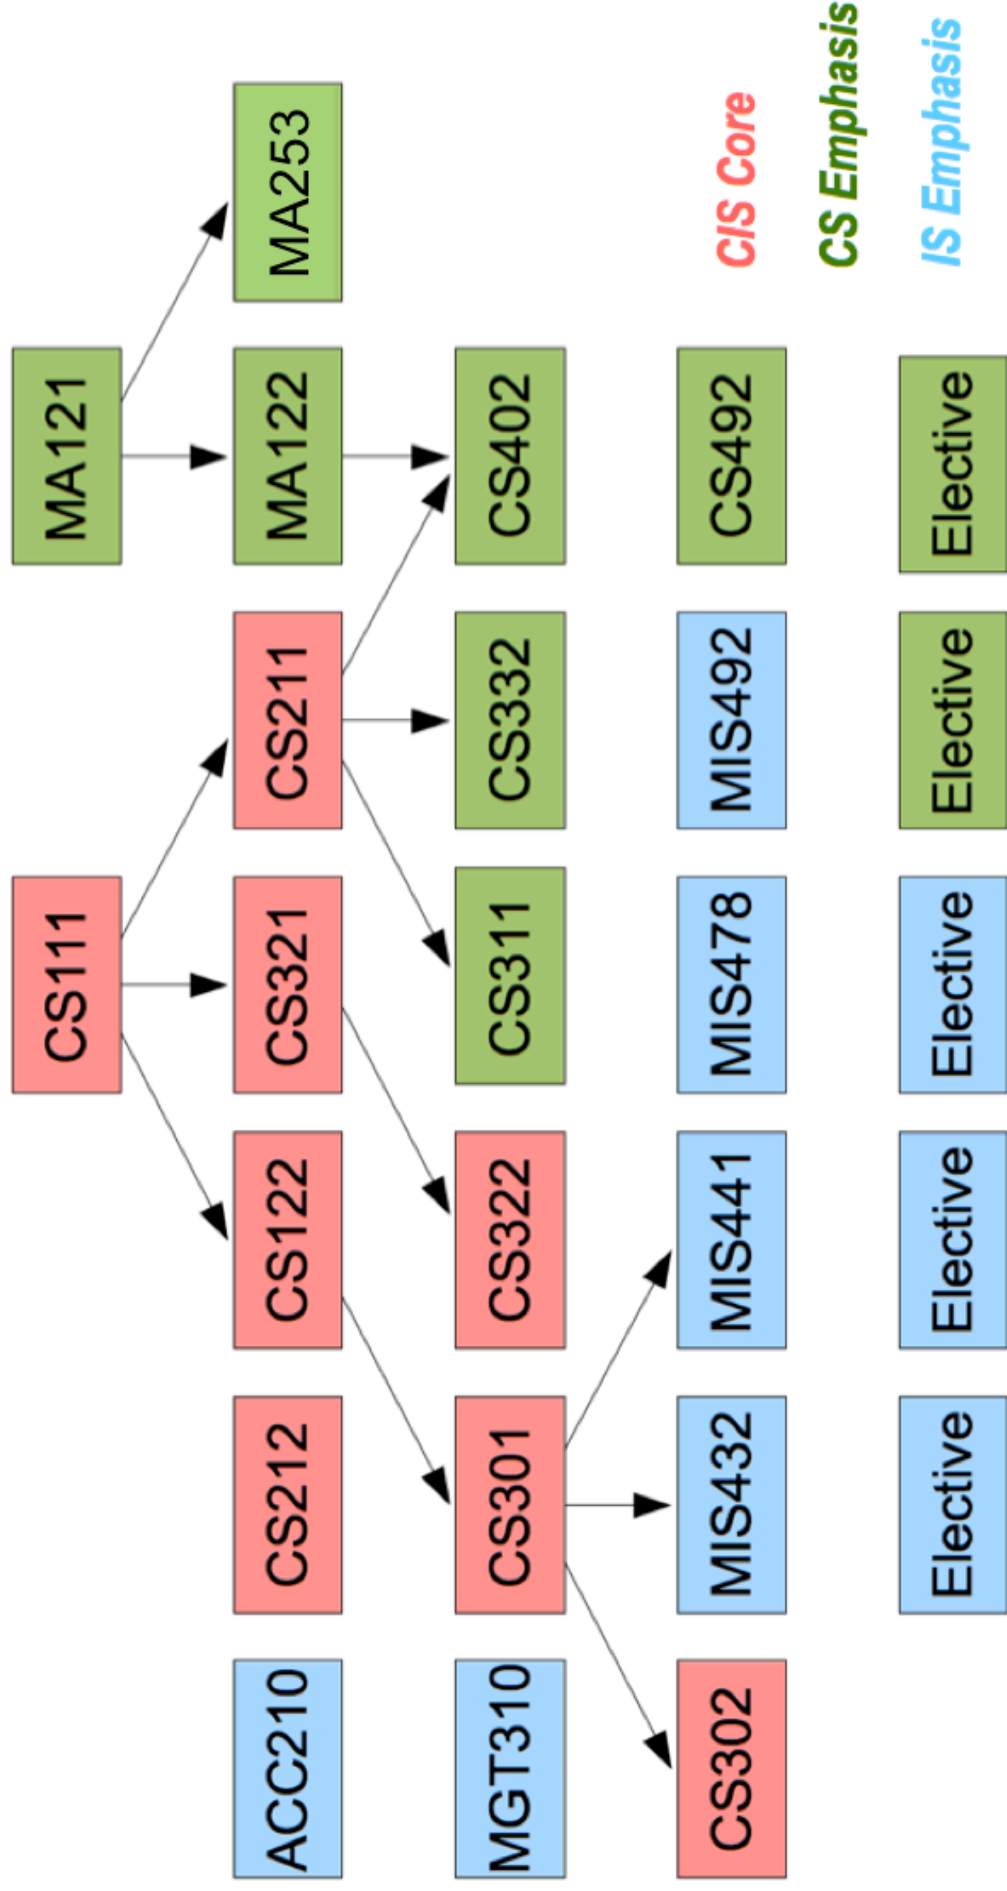 CS111
MA121
ACC210
CS212
CS122
CS321
CS211
MA122
MA253
MGT310
CS301
CS322
CS311
CS332
CS402
CS302
MIS432
MIS441
MIS478
MIS492
CS492
CIS Core
CS Emphasis
IS Emphasis
Elective
Elective
Elective
Elective
Elective